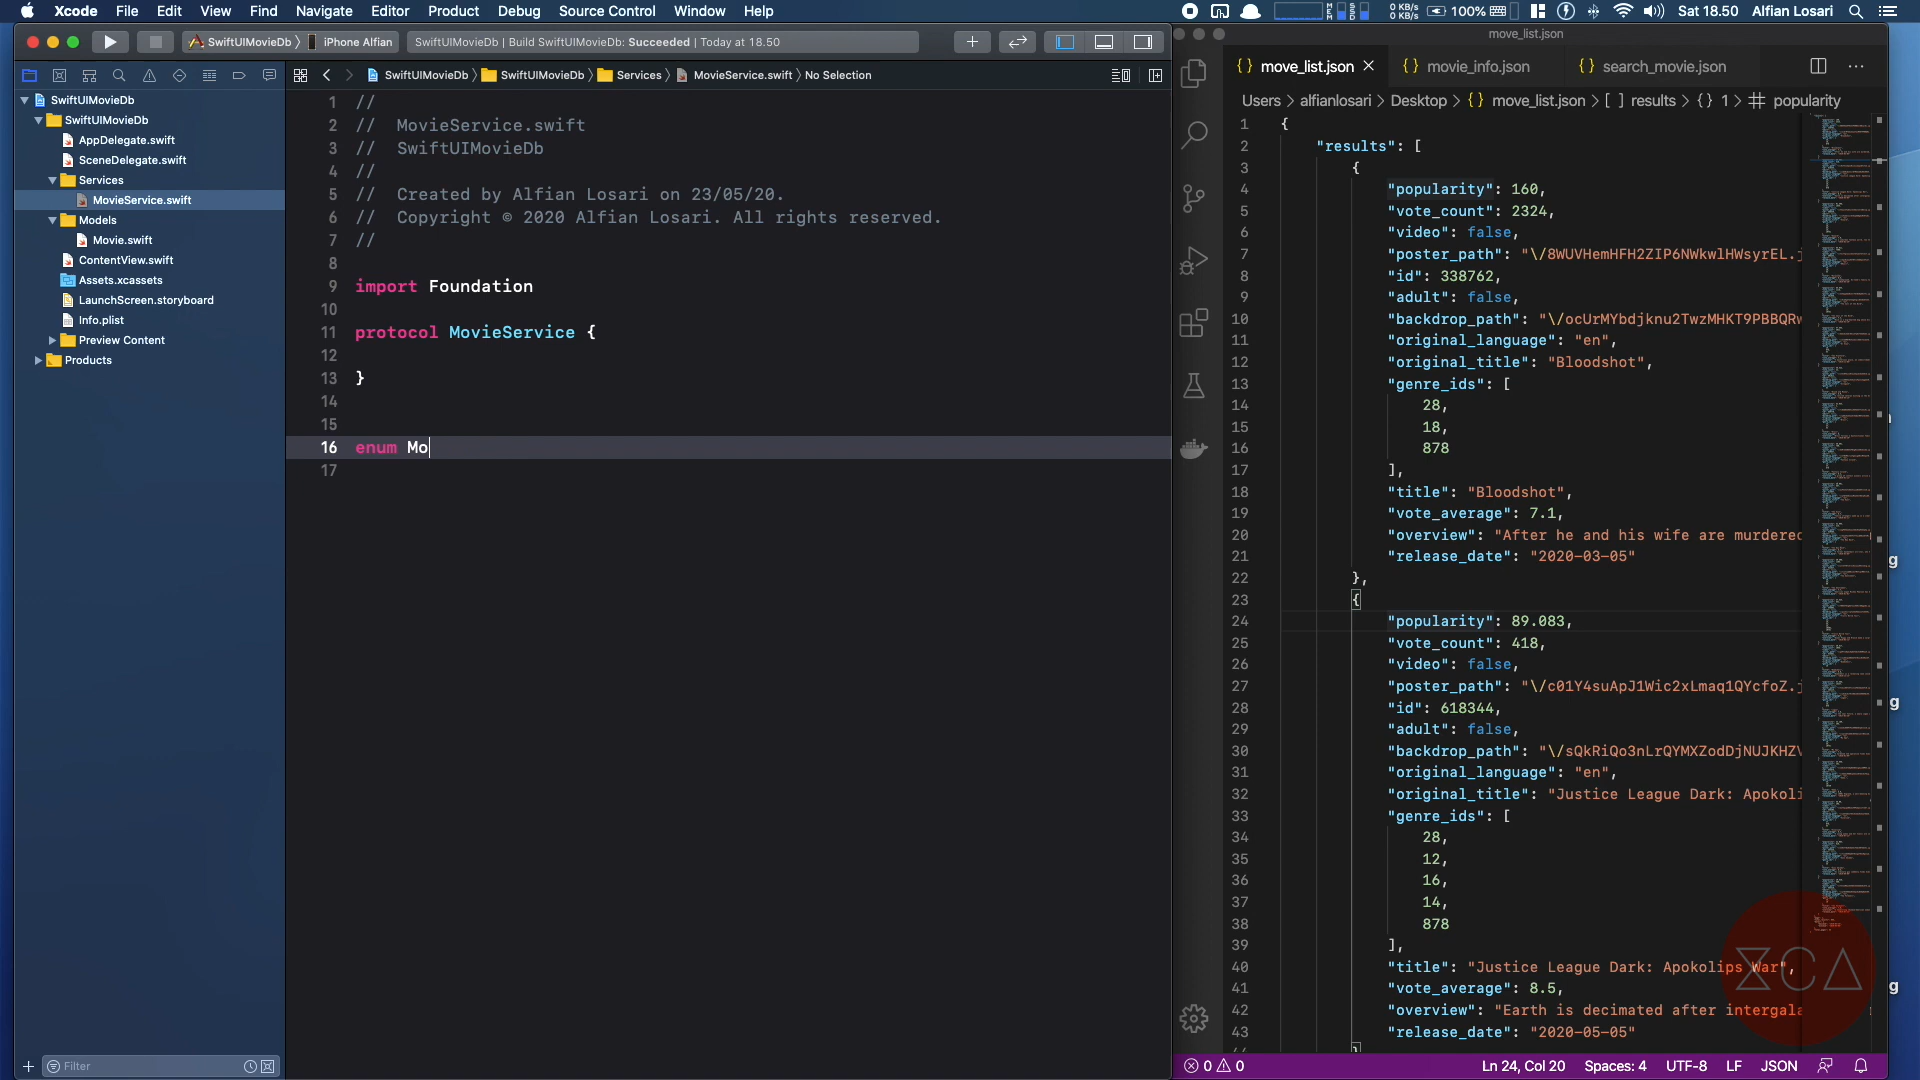 Xcode File Edit View Find Navigate Editor Product Debug Source Control Window Help
0 KB/s
0 KB/s
100%
Sat 18.50 Alfian Losari
SwiftUIMovieDb iPhone Alfian
SwiftUIMovieDb | Build SwiftUIMovieDb: Succeeded | Today at 18.50
SwiftUIMovieDb SwiftUIMovieDb Services MovieService.swift No Selection
SwiftUIMovieDb
SwiftUIMovieDb
AppDelegate.swift
SceneDelegate.swift
Services
MovieService.swift
Models
Movie.swift
ContentView.swift
Assets.xcassets
LaunchScreen.storyboard
Info.plist
Preview Content
Products
Filter
1 //
2 // MovieService.swift
3 // SwiftUIMovieDb
4 //
5 // Created by Alfian Losari on 23/05/20.
6 // Copyright © 2020 Alfian Losari. All rights reserved.
7 //
8
9 import Foundation
10
11 protocol MovieService {
12
13 }
14
15
16 enum Mo
17
move_list.json
{} move_list.json × {} movie_info.json {} search_movie.json
Users > alfianlosari > Desktop > {} move_list.json > [ ] results > {} 1 > popularity
1 {
2 "results": [
3 {
4 "popularity": 160,
5 "vote_count": 2324,
6 "video": false,
7 "poster_path": "\/8WUVHemHFH2ZIP6NWkwlHWsyrEL.j
8 "id": 338762,
9 "adult": false,
10 "backdrop_path": "\/ocUrMYbdjknu2TwzMHKT9PBBQRw
11 "original_language": "en",
12 "original_title": "Bloodshot",
13 "genre_ids": [
14 28,
15 18,
16 878
17 ],
18 "title": "Bloodshot",
19 "vote_average": 7.1,
20 "overview": "After he and his wife are murdered
21 "release_date": "2020-03-05"
22 },
23 {
24 "popularity": 89.083,
25 "vote_count": 418,
26 "video": false,
27 "poster_path": "\/c01Y4suApJ1Wic2xLmaq1QYcfoZ.j
28 "id": 618344,
29 "adult": false,
30 "backdrop_path": "\/sQkRiQo3nLrQYMXZodDjNUJKHZV
31 "original_language": "en",
32 "original_title": "Justice League Dark: Apokoli
33 "genre_ids": [
34 28,
35 12,
36 16,
37 14,
38 878
39 ],
40 "title": "Justice League Dark: Apokolips War",
41 "vote_average": 8.5,
42 "overview": "Earth is decimated after intergala
43 "release_date": "2020-05-05"
0 0
Ln 24, Col 20 Spaces: 4 UTF-8 LF JSON